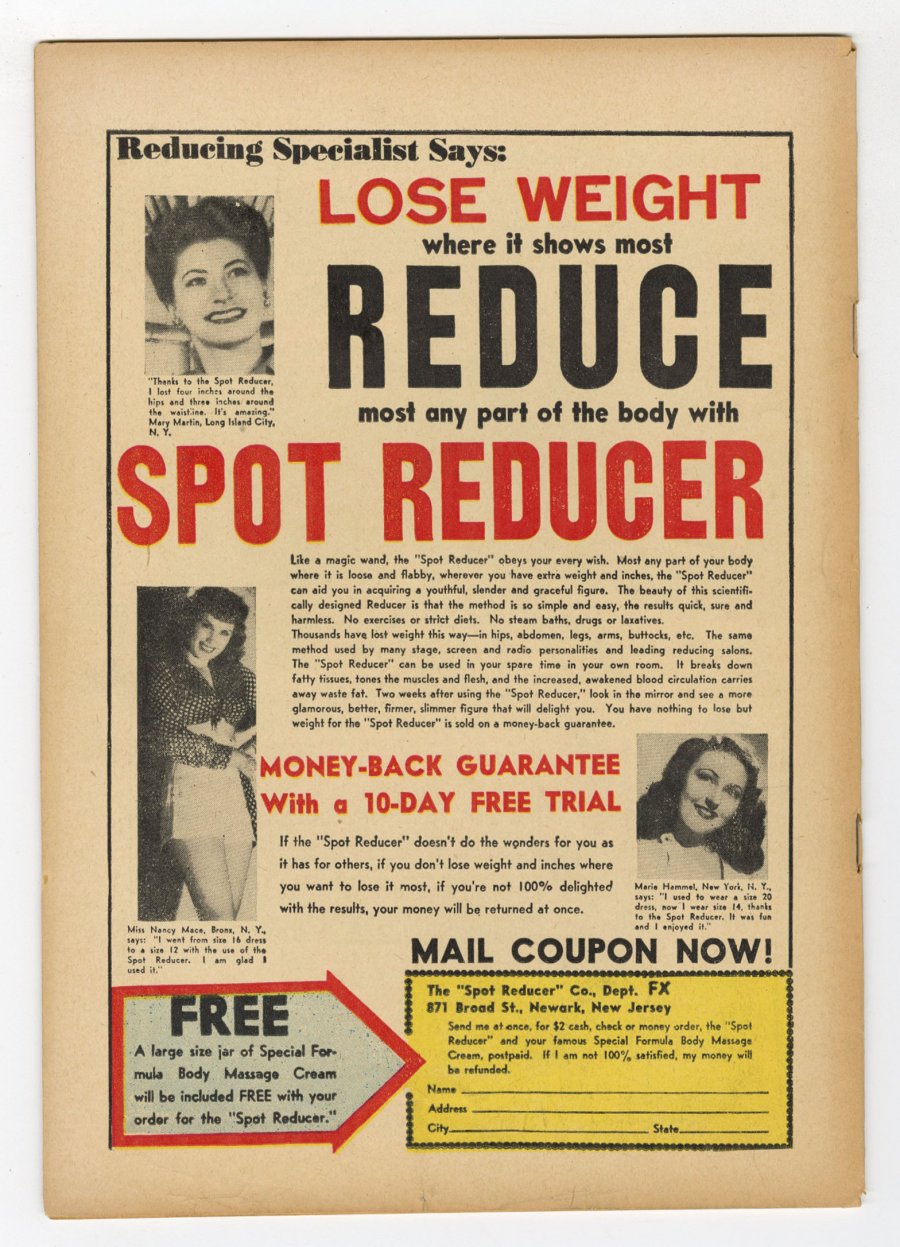 Reducing Specialist Says:
LOSE WEIGHT
where it shows most
REDUCE
most any part of the body with
SPOT REDUCER
"Thanks to the Spot Reducer,
I lost four inches around the
hips and three inches around
the waistline. It's amazing."
Mary Martin, Long Island City,
N. Y.
Like a magic wand, the "Spot Reducer" obeys your every wish. Most any part of your body
where it is loose and flabby, wherever you have extra weight and inches, the "Spot Reducer"
can aid you in acquiring a youthful, slender and graceful figure. The beauty of this scientifi-
cally designed Reducer is that the method is so simple and easy, the results quick, sure and
harmless. No exercises or strict diets. No steam baths, drugs or laxatives.
Thousands have lost weight this way—in hips, abdomen, legs, arms, buttocks, etc. The same
method used by many stage, screen and radio personalities and leading reducing salons.
The "Spot Reducer" can be used in your spare time in your own room. It breaks down
fatty tissues, tones the muscles and flesh, and the increased, awakened blood circulation carries
away waste fat. Two weeks after using the "Spot Reducer," look in the mirror and see a more
glamorous, better, firmer, slimmer figure that will delight you. You have nothing to lose but
weight for the "Spot Reducer" is sold on a money-back guarantee.
MONEY-BACK GUARANTEE
With a 10-DAY FREE TRIAL
If the "Spot Reducer" doesn't do the wonders for you as
it has for others, if you don't lose weight and inches where
you want to lose it most, if you're not 100% delighted
with the results, your money will be returned at once.
Miss Nancy Mace, Bronx, N. Y.,
says: "I went from size 16 dress
to a size 12 with the use of the
Spot Reducer. I am glad I
used it."
Marie Hammel, New York, N. Y.,
says: "I used to wear a size 20
dress, now I wear size 14, thanks
to the Spot Reducer. It was fun
and I enjoyed it."
MAIL COUPON NOW!
FREE
A large size jar of Special For-
mula Body Massage Cream
will be included FREE with your
order for the "Spot Reducer."
The "Spot Reducer" Co., Dept. FX
871 Broad St., Newark, New Jersey
Send me at once, for $2 cash, check or money order, the "Spot
Reducer" and your famous Special Formula Body Massage
Cream, postpaid. If I am not 100% satisfied, my money will
be refunded.
Name
Address
City State